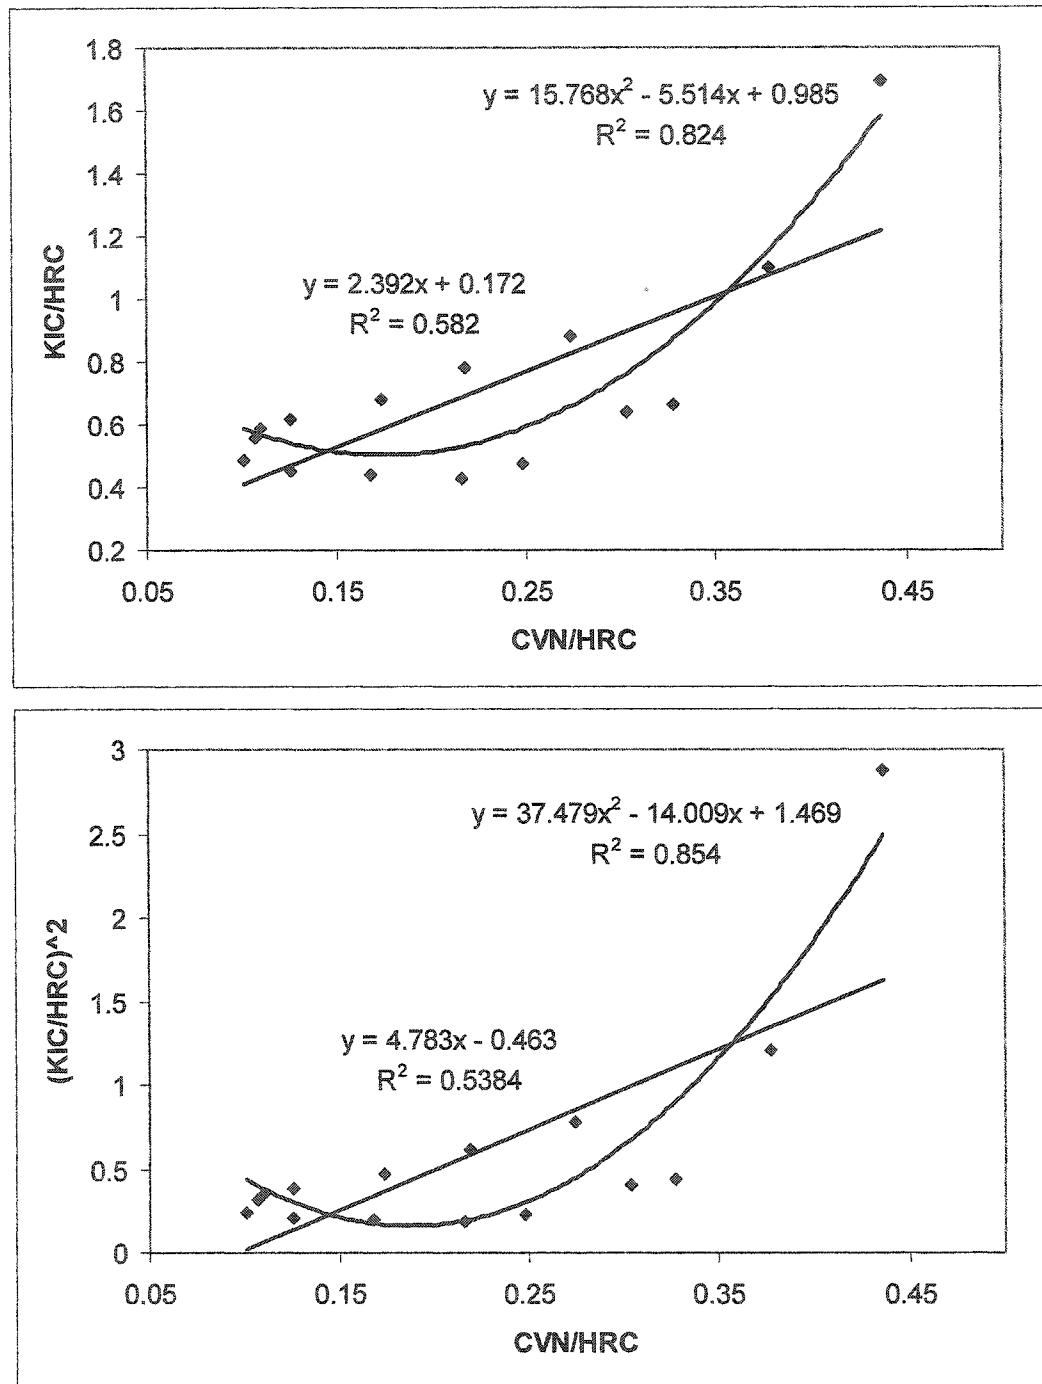 1.8
y = 15.768x² - 5.514x + 0.985
R² = 0.824
1.6
1.4
1.2
y = 2.392x + 0.172
R² = 0.582
1
0.8
0.6
0.4
0.2
KIC/HRC
0.05 0.15 0.25 0.35 0.45
CVN/HRC
3
y = 37.479x² - 14.009x + 1.469
R² = 0.854
2.5
2
1.5
y = 4.783x - 0.463
R² = 0.5384
1
0.5
0
(KIC/HRC)^2
0.05 0.15 0.25 0.35 0.45
CVN/HRC